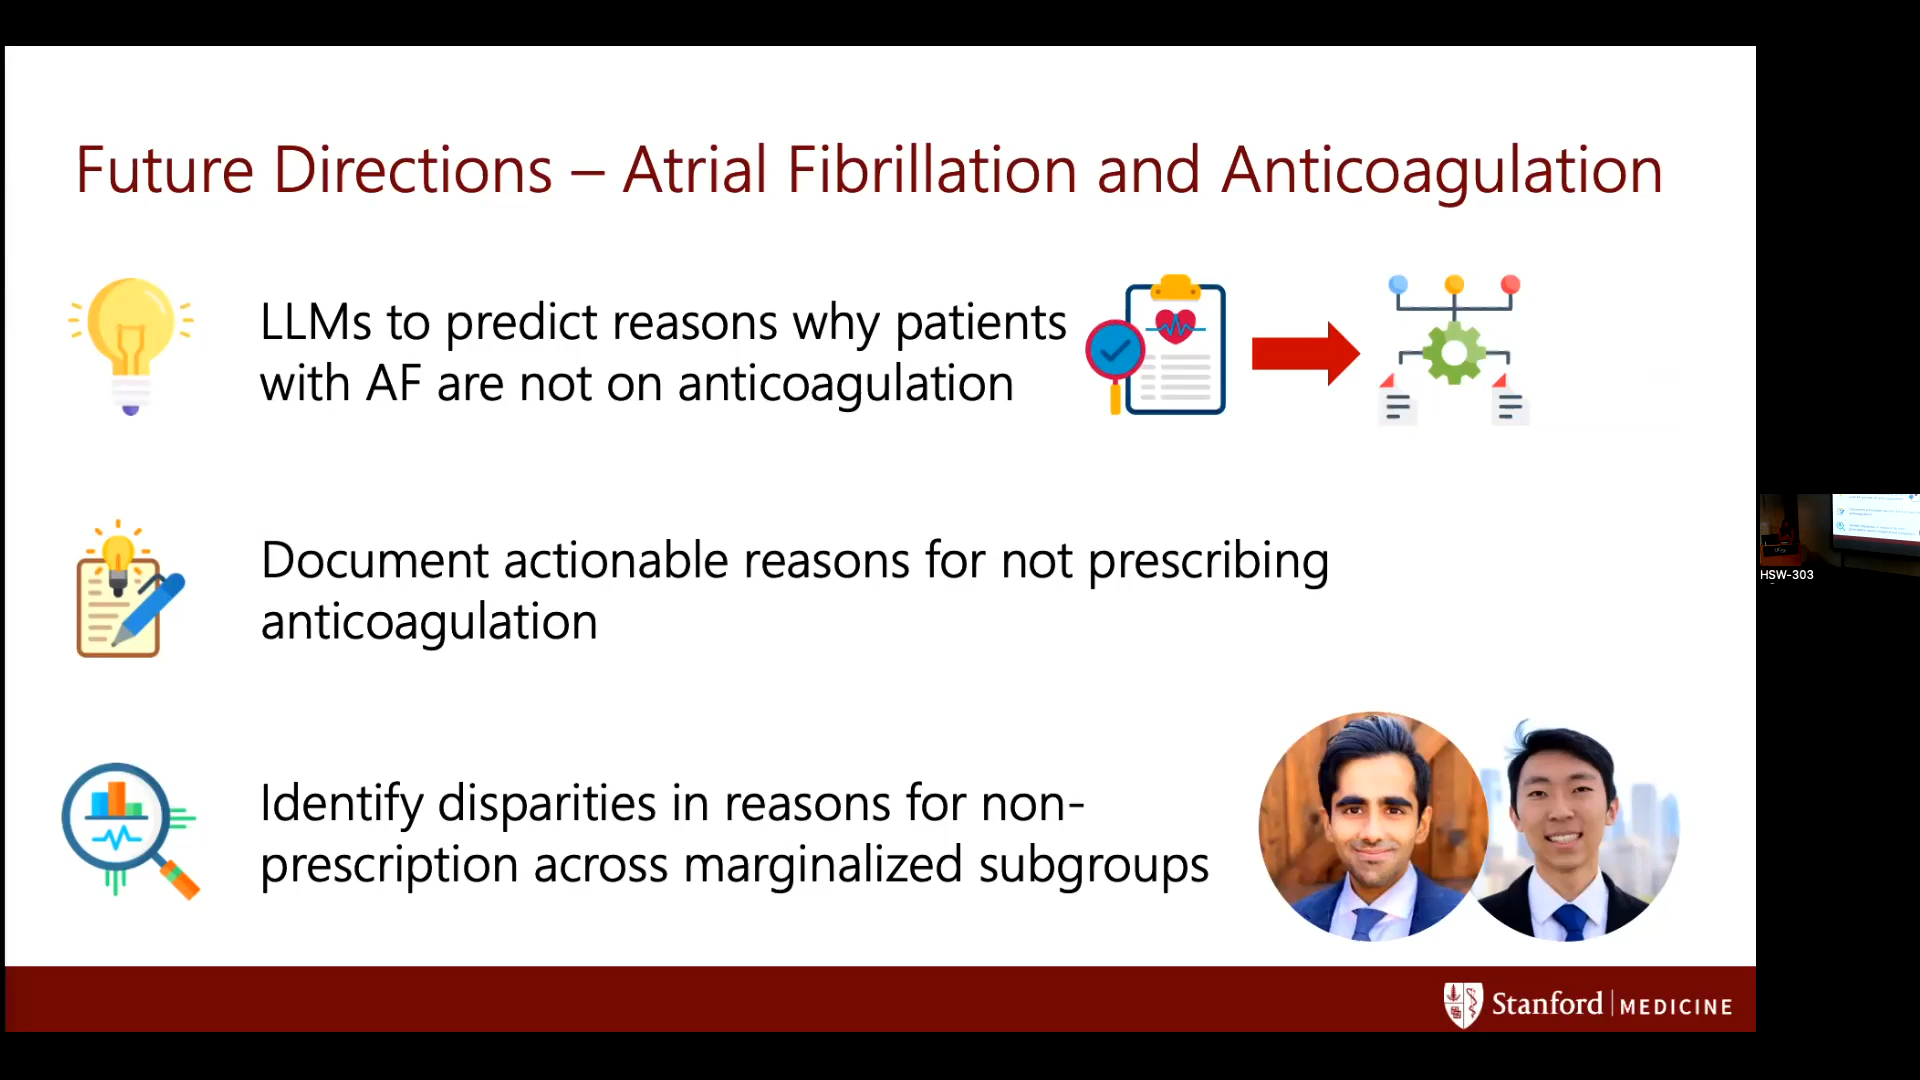 Future Directions – Atrial Fibrillation and Anticoagulation
LLMs to predict reasons why patients
with AF are not on anticoagulation
Document actionable reasons for not prescribing
anticoagulation
Identify disparities in reasons for non-
prescription across marginalized subgroups
Stanford MEDICINE
HSW-303